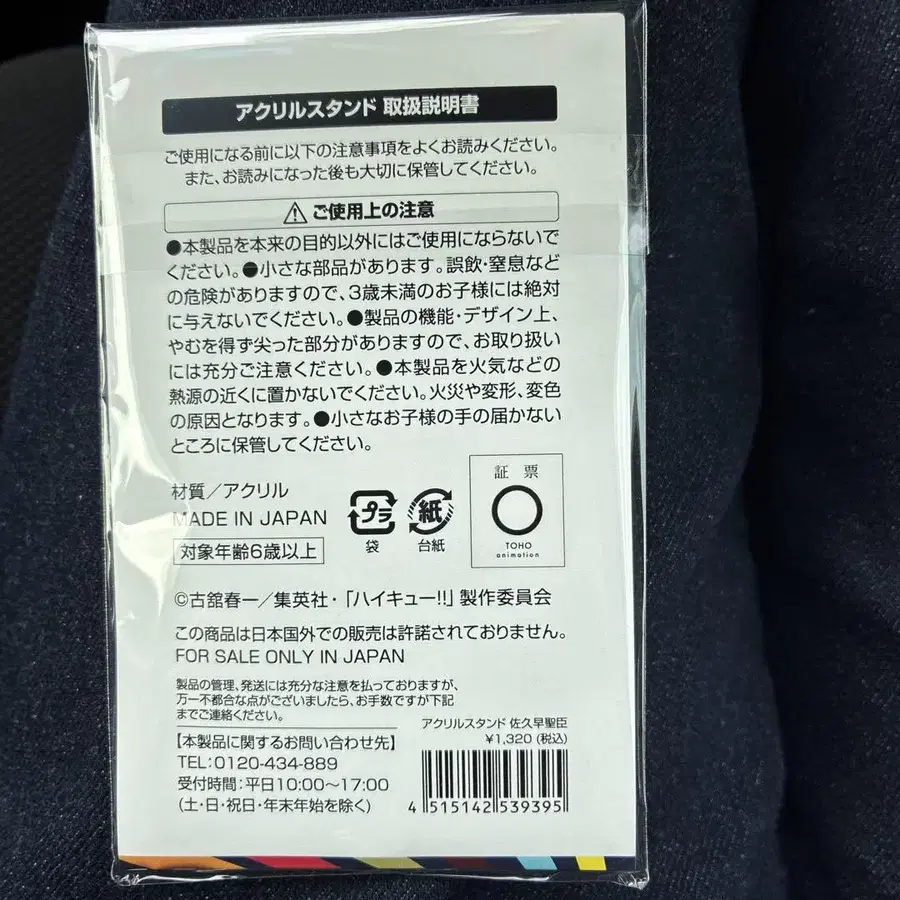 アクリルスタンド 取扱説明書
ご使用になる前に以下の注意事項をよくお読みください。
また、お読みになった後も大切に保管してください。
ご使用上の注意
●本製品を本来の目的以外にはご使用にならないで
ください。●小さな部品があります。誤飲・窒息など
の危険がありますので、3歳未満のお子様には絶対
に与えないでください。●製品の機能・デザイン上、
やむを得ず尖った部分がありますので、お取り扱い
には充分ご注意ください。●本製品を火気などの
熱源の近くに置かないでください。火災や変形、変色
の原因となります。●小さなお子様の手の届かない
ところに保管してください。
材質／アクリル
MADE IN JAPAN
対象年齢6歳以上
プラ
袋
紙
台紙
証票
TOHO
animation
©古舘春一／集英社・「ハイキュー!!」製作委員会
この商品は日本国外での販売は許諾されておりません。
FOR SALE ONLY IN JAPAN
製品の管理、発送には充分な注意を払っておりますが、
万一不都合な点がございましたら、お手数ですが下記
までご連絡ください。
【本製品に関するお問い合わせ先】
TEL:0120-434-889
受付時間:平日10:00〜17:00
(土・日・祝日・年末年始を除く)
アクリルスタンド 佐久早聖臣
¥1,320 (税込)
4 515142 539395